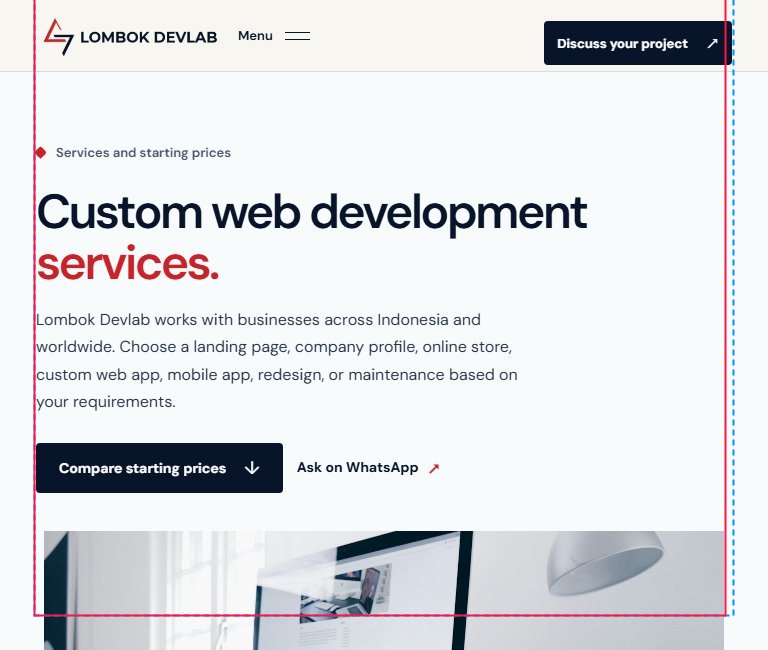 LOMBOK DEVLAB
Menu
Discuss your project ↗
Services and starting prices
Custom web development
services.
Lombok Devlab works with businesses across Indonesia and
worldwide. Choose a landing page, company profile, online store,
custom web app, mobile app, redesign, or maintenance based on
your requirements.
Compare starting prices ↓
Ask on WhatsApp ↗